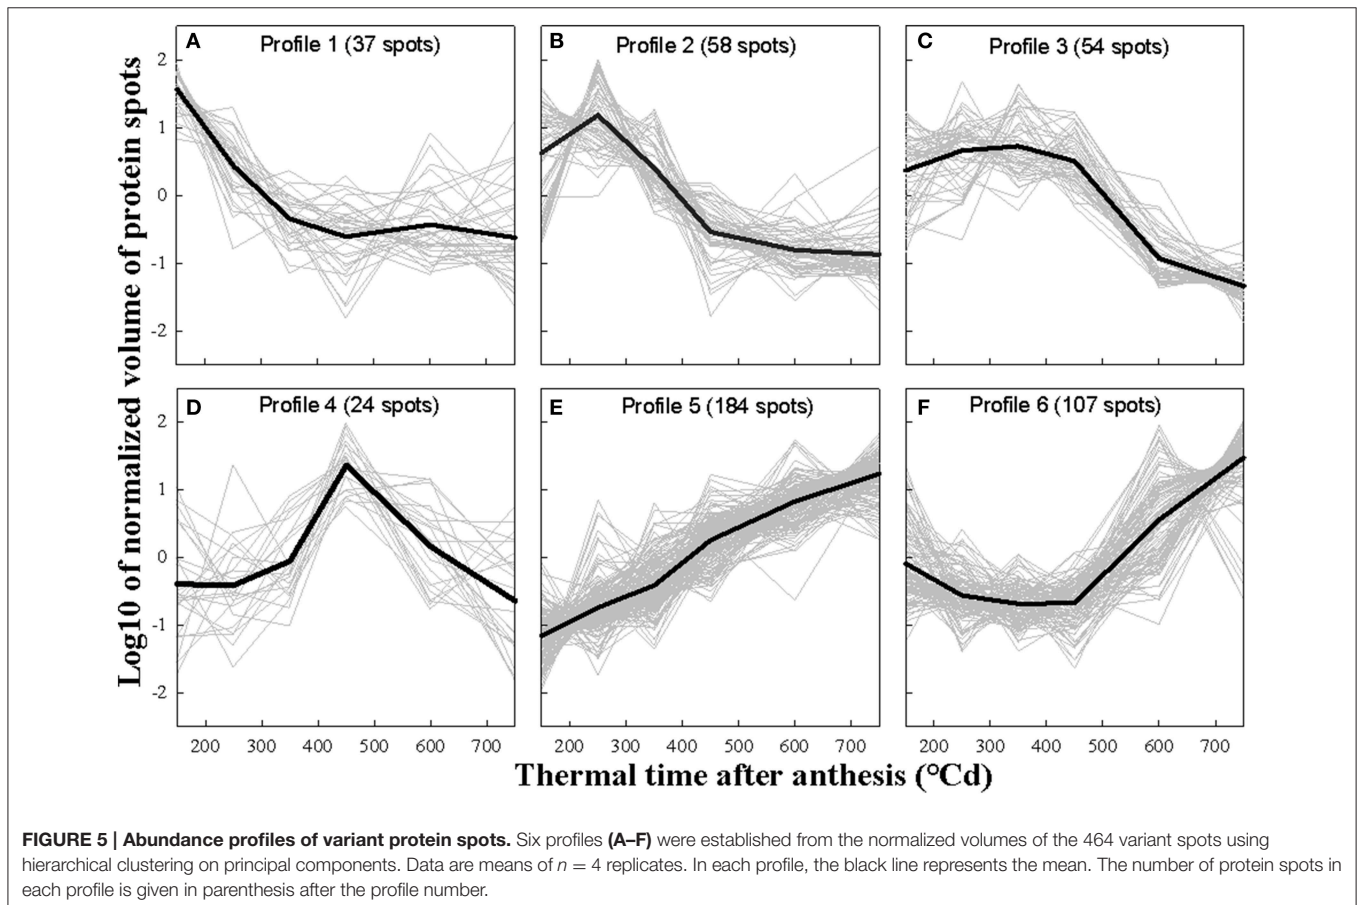 A
Profile 1 (37 spots)
B
Profile 2 (58 spots)
C
Profile 3 (54 spots)
2
1
0
-1
-2
Log10 of normalized volume of protein spots
D
Profile 4 (24 spots)
E
Profile 5 (184 spots)
F
Profile 6 (107 spots)
2
1
0
-1
-2
200 300 400 500 600 700
200 300 400 500 600 700
200 300 400 500 600 700
Thermal time after anthesis (°Cd)
FIGURE 5 | Abundance profiles of variant protein spots. Six profiles (A–F) were established from the normalized volumes of the 464 variant spots using
hierarchical clustering on principal components. Data are means of n = 4 replicates. In each profile, the black line represents the mean. The number of protein spots in
each profile is given in parenthesis after the profile number.